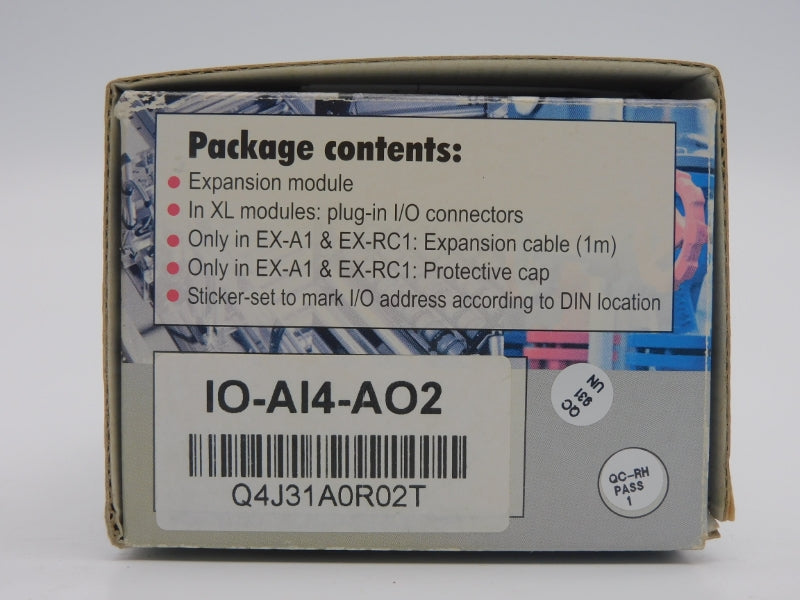 Package contents:
Expansion module
In XL modules: plug-in I/O connectors
Only in EX-A1 & EX-RC1: Expansion cable (1m)
Only in EX-A1 & EX-RC1: Protective cap
Sticker-set to mark I/O address according to DIN location
IO-AI4-AO2
Q4J31A0R02T
QC
931
UN
QC-RH
PASS
1